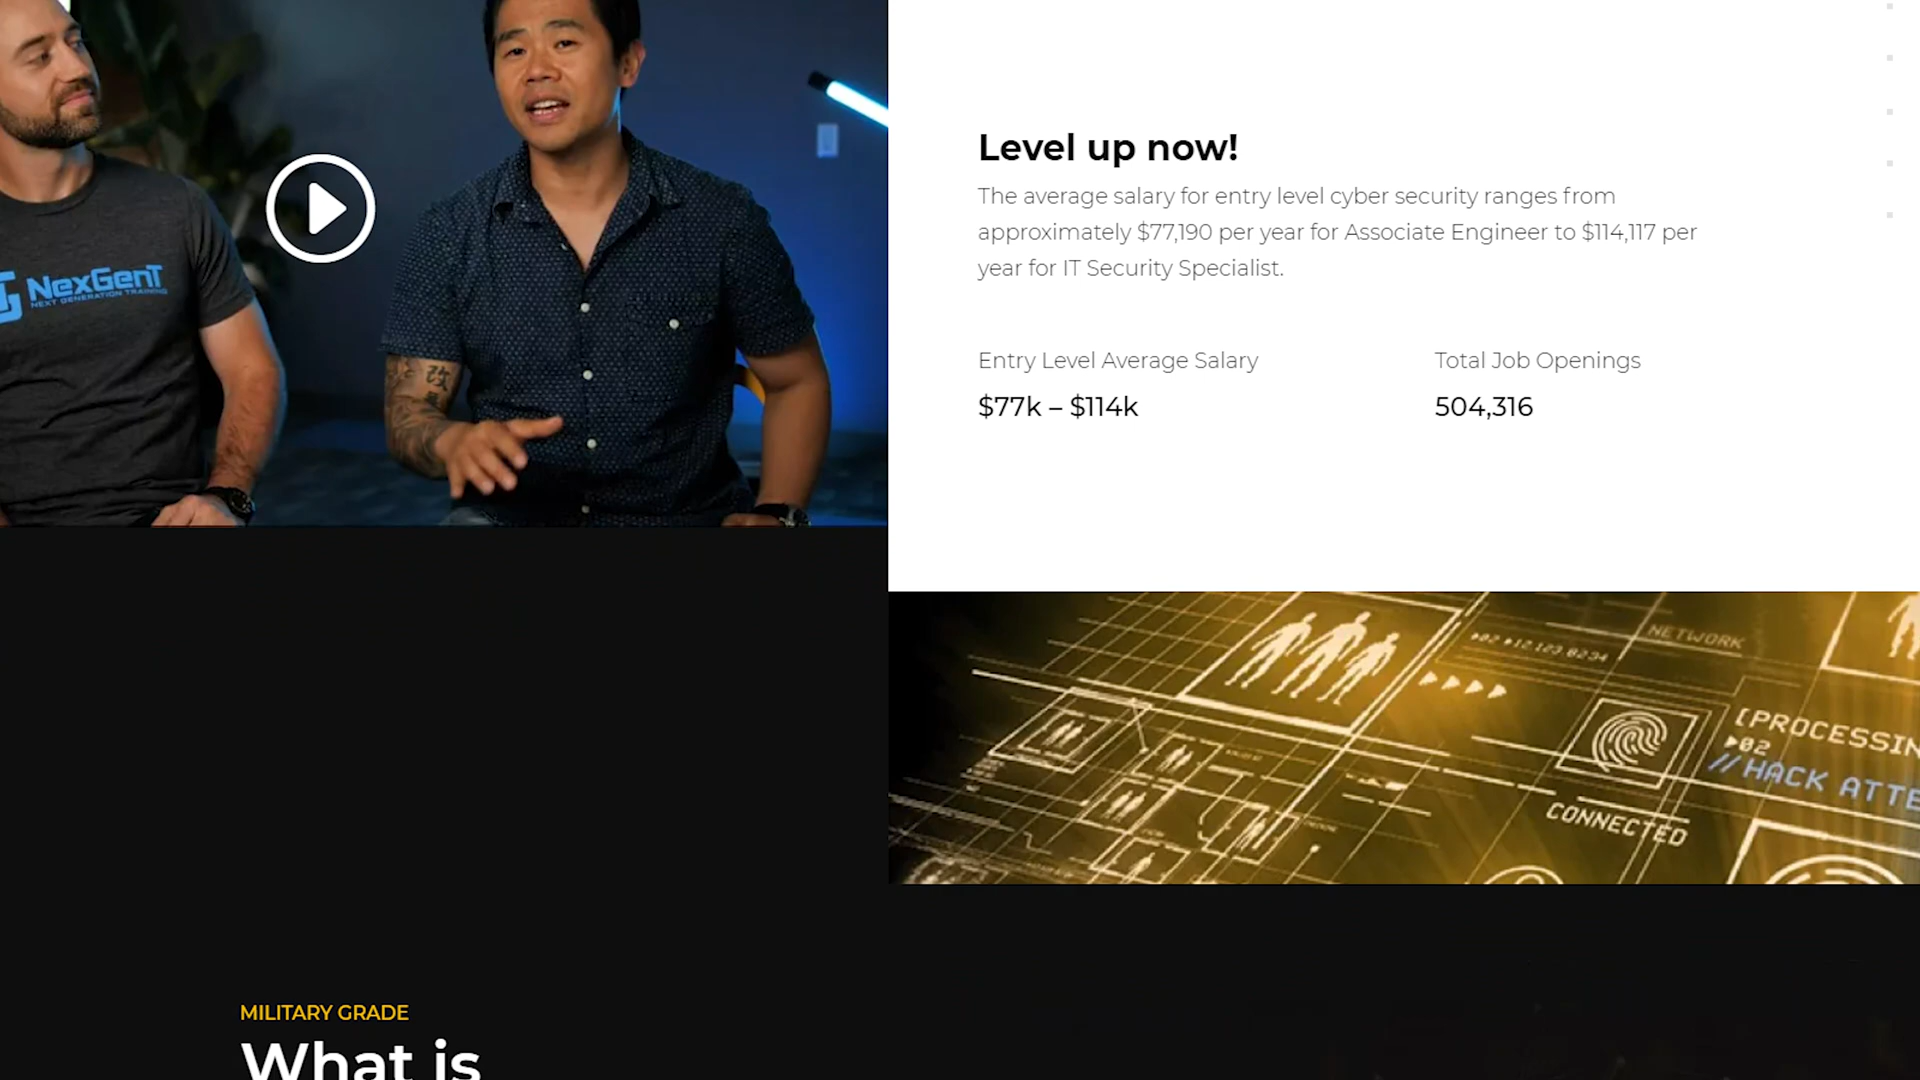 NexGenT
NEXT GENERATION TRAINING
改
Level up now!
The average salary for entry level cyber security ranges from
approximately $77,190 per year for Associate Engineer to $114,117 per
year for IT Security Specialist.
Entry Level Average Salary
Total Job Openings
$77k – $114k
504,316
NETWORK
[PROCESSIN
02
//HACK ATTE
CONNECTED
MILITARY GRADE
What is